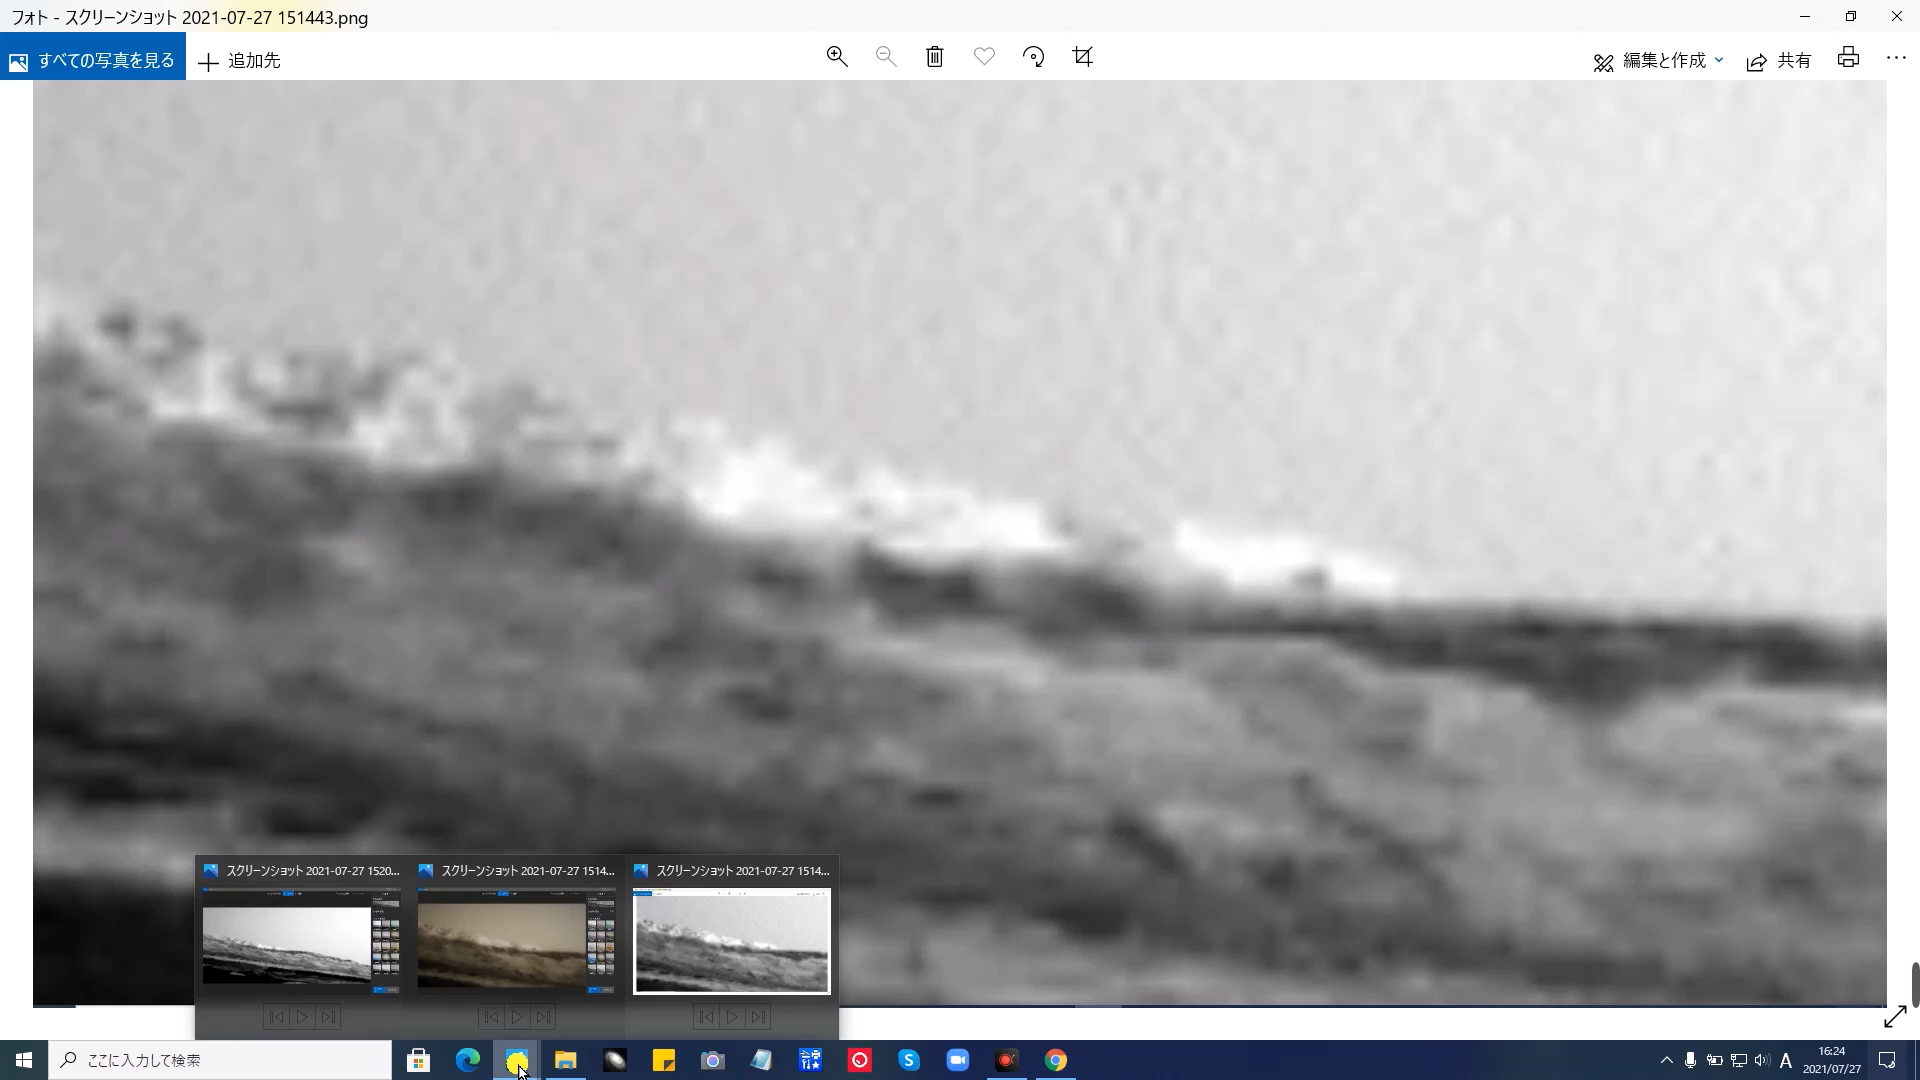 フォト - スクリーンショット 2021-07-27 151443.png
すべての写真を見る
追加先
編集と作成
共有
スクリーンショット 2021-07-27 1520...
スクリーンショット 2021-07-27 1514...
スクリーンショット 2021-07-27 1514...
ここに入力して検索
A
16:24
2021/07/27